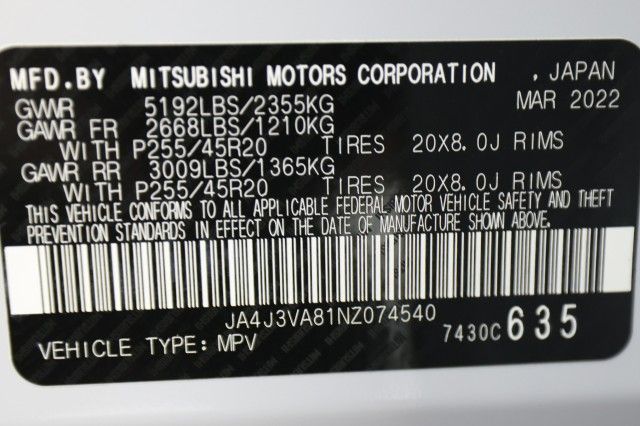 MFD.BY MITSUBISHI MOTORS CORPORATION , JAPAN
GVWR 5192LBS/2355KG MAR 2022
GAWR FR 2668LBS/1210KG
WITH P255/45R20 TIRES 20X8.0J RIMS
GAWR RR 3009LBS/1365KG
WITH P255/45R20 TIRES 20X8.0J RIMS
THIS VEHICLE CONFORMS TO ALL APPLICABLE FEDERAL MOTOR VEHICLE SAFETY AND THEFT
PREVENTION STANDARDS IN EFFECT ON THE DATE OF MANUFACTURE SHOWN ABOVE.
JA4J3VA81NZ074540
7430C 635
VEHICLE TYPE: MPV